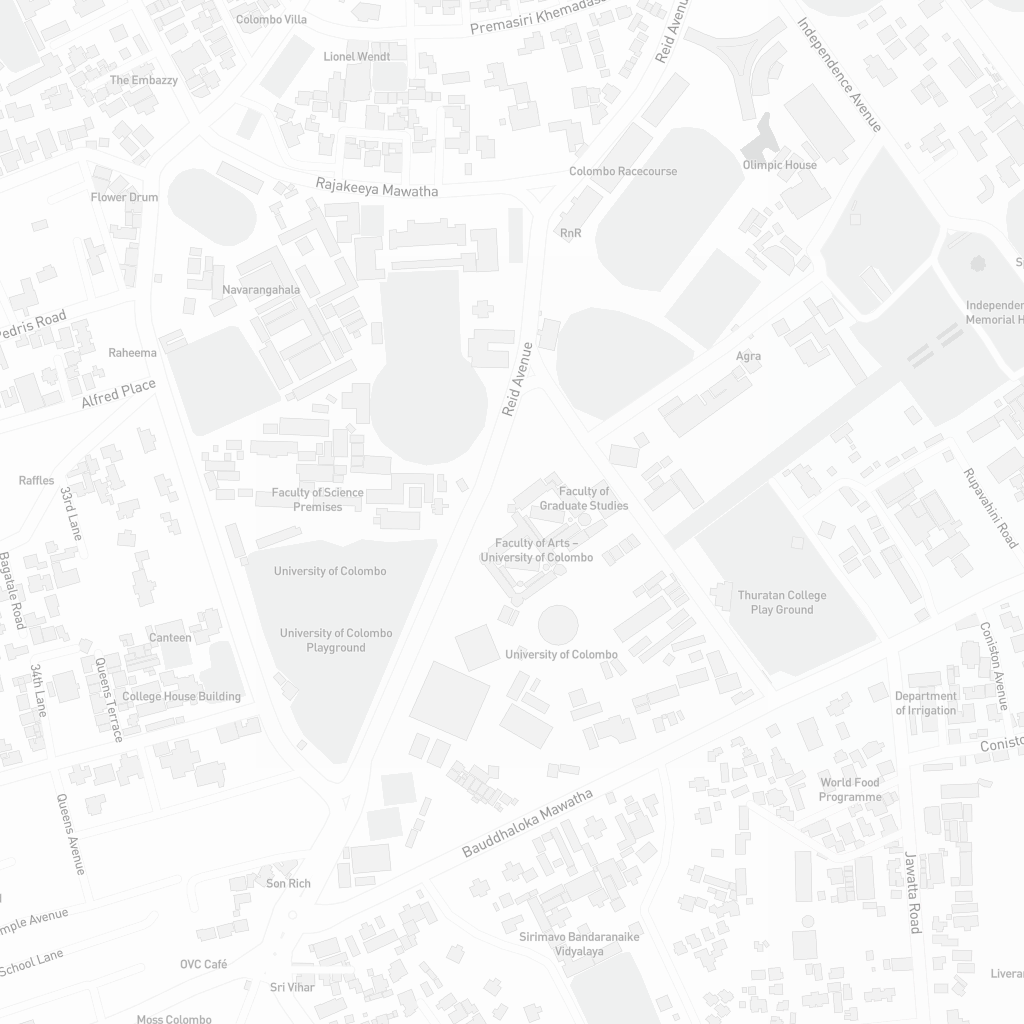 Colombo Villa
Premasiri Khemadasa
Reid Avenue
Independence Avenue
Lionel Wendt
The Embazzy
Colombo Racecourse
Olimpic House
Rajakeeya Mawatha
Flower Drum
RnR
Navarangahala
Independen
Memorial H
Pedris Road
Raheema
Agra
Reid Avenue
Alfred Place
Raffles
33rd Lane
Faculty of Science
Premises
Faculty of
Graduate Studies
Rupavahini Road
Faculty of Arts –
University of Colombo
University of Colombo
Bagatale Road
Thuratan College
Play Ground
University of Colombo
Playground
Canteen
University of Colombo
Coniston Avenue
34th Lane
Queens Terrace
College House Building
Department
of Irrigation
Conisto
World Food
Programme
Queens Avenue
Bauddhaloka Mawatha
Jawatta Road
Son Rich
mple Avenue
School Lane
Sirimavo Bandaranaike
Vidyalaya
OVC Café
Sri Vihar
Liveram
Moss Colombo